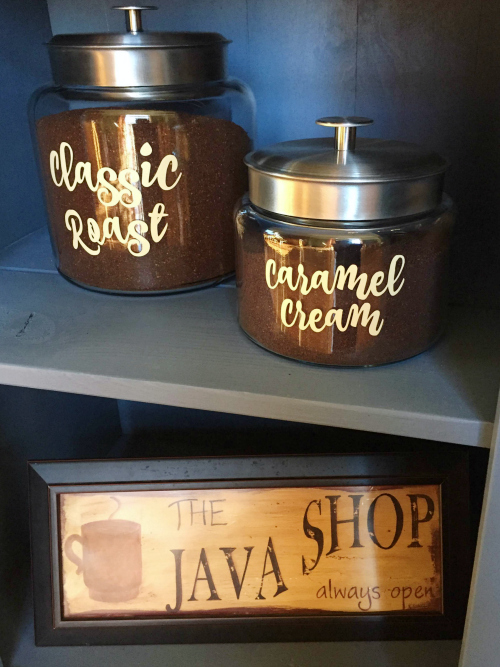 Classic
Roast
caramel
cream
THE
JAVA SHOP
always open